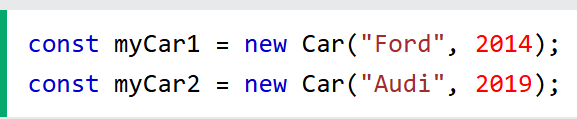 const myCar1 = new Car("Ford", 2014);
const myCar2 = new Car("Audi", 2019);